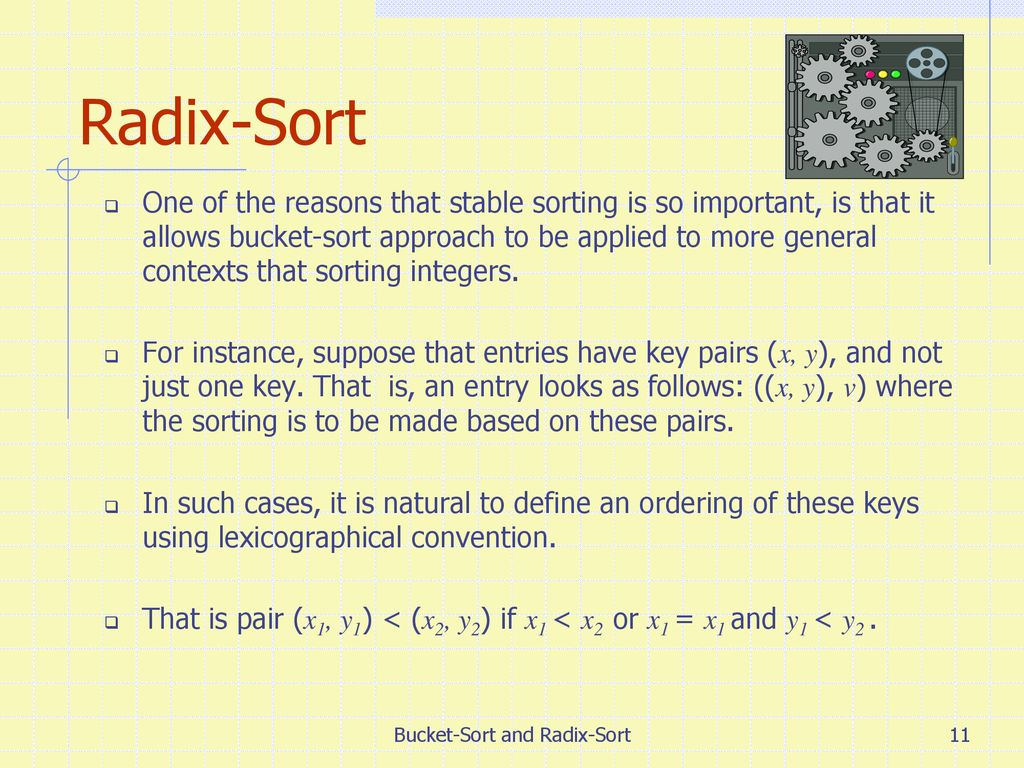 Radix-Sort
❑ One of the reasons that stable sorting is so important, is that it
allows bucket-sort approach to be applied to more general
contexts that sorting integers.
❑ For instance, suppose that entries have key pairs (x, y), and not
just one key. That  is, an entry looks as follows: ((x, y), v) where
the sorting is to be made based on these pairs.
❑ In such cases, it is natural to define an ordering of these keys
using lexicographical convention.
❑ That is pair (x₁, y₁) < (x₂, y₂) if x₁ < x₂ or x₁ = x₁ and y₁ < y₂ .
Bucket-Sort and Radix-Sort
11